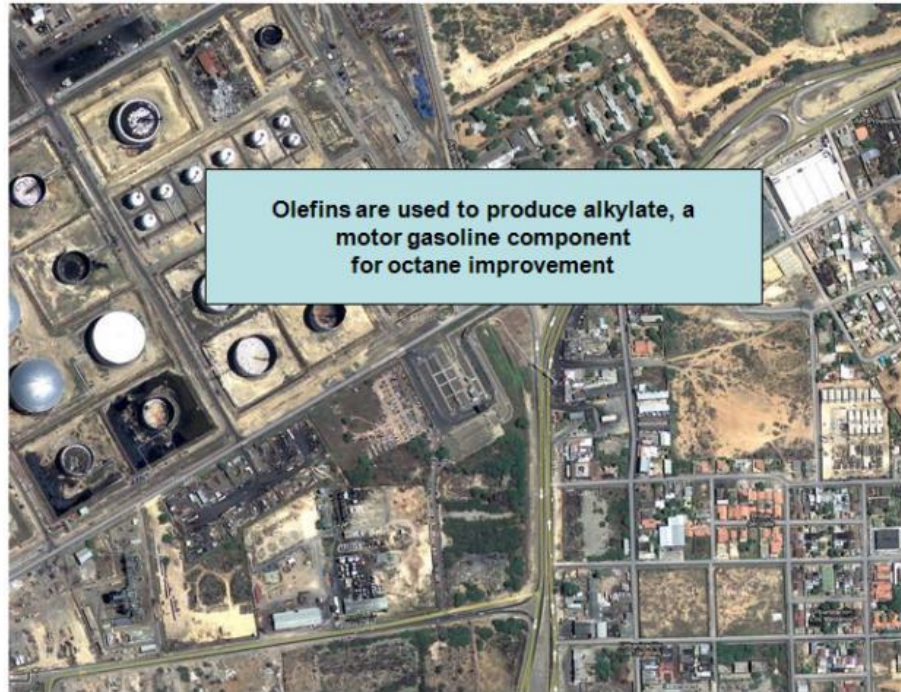 Olefins are used to produce alkylate, a
motor gasoline component
for octane improvement